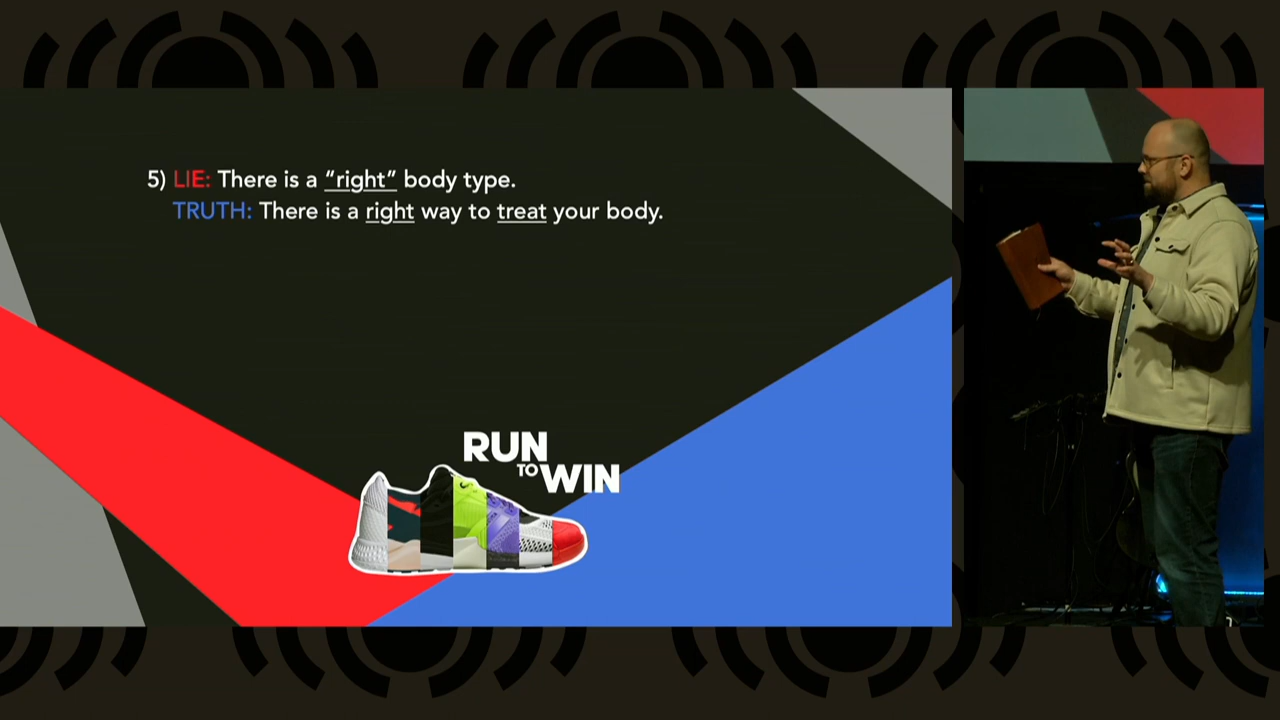 5) LIE: There is a “right” body type.
TRUTH: There is a right way to treat your body.
RUN
TO WIN